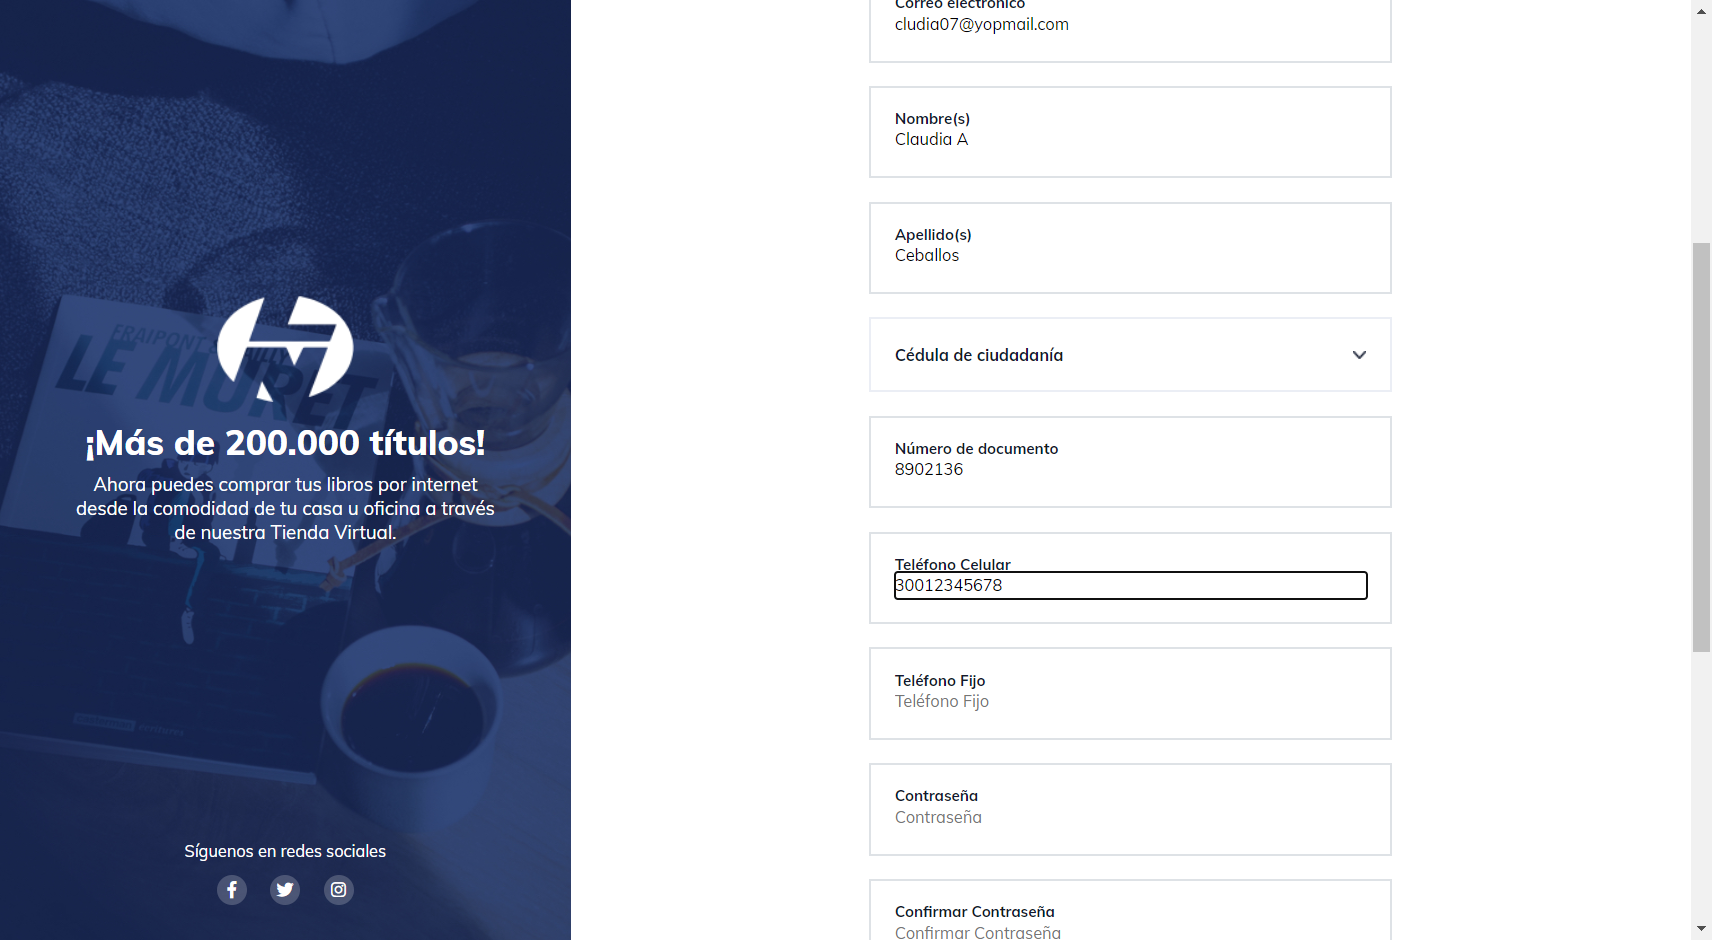 FRAIPONT
LE MURET
¡Más de 200.000 títulos!
Ahora puedes comprar tus libros por internet
desde la comodidad de tu casa u oficina a través
de nuestra Tienda Virtual.
Síguenos en redes sociales
Correo electrónico
cludia07@yopmail.com
Nombre(s)
Claudia A
Apellido(s)
Ceballos
Cédula de ciudadanía
Número de documento
8902136
Teléfono Celular
30012345678
Teléfono Fijo
Teléfono Fijo
Contraseña
Contraseña
Confirmar Contraseña
Confirmar Contraseña